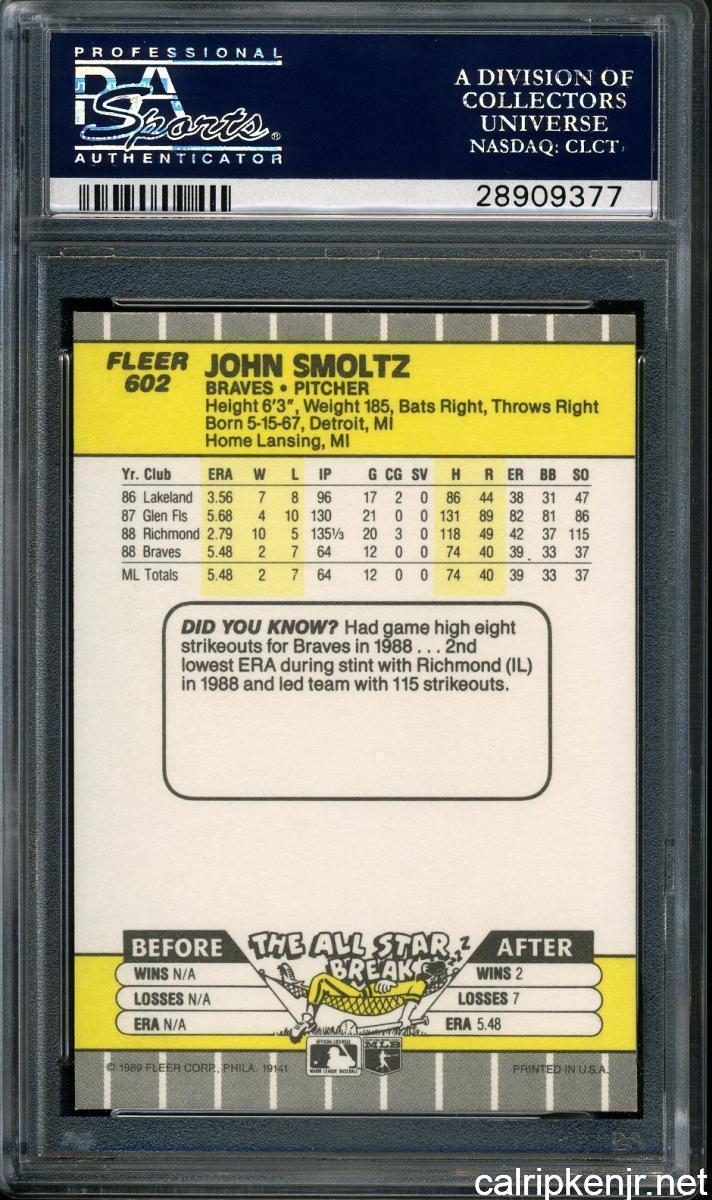 PROFESSIONAL
PSA
Sports®
AUTHENTICATOR
A DIVISION OF
COLLECTORS
UNIVERSE
NASDAQ: CLCT
28909377
FLEER
602
JOHN SMOLTZ
BRAVES • PITCHER
Height 6'3", Weight 185, Bats Right, Throws Right
Born 5-15-67, Detroit, MI
Home Lansing, MI
Yr. Club ERA W L IP G CG SV H R ER BB SO
86 Lakeland 3.56 7 8 96 17 2 0 86 44 38 31 47
87 Glen Fls 5.68 4 10 130 21 0 0 131 89 82 81 86
88 Richmond 2.79 10 5 135⅓ 20 3 0 118 49 42 37 115
88 Braves 5.48 2 7 64 12 0 0 74 40 39 33 37
ML Totals 5.48 2 7 64 12 0 0 74 40 39 33 37
DID YOU KNOW? Had game high eight
strikeouts for Braves in 1988 . . . 2nd
lowest ERA during stint with Richmond (IL)
in 1988 and led team with 115 strikeouts.
BEFORE
WINS N/A
LOSSES N/A
ERA N/A
THE ALL STAR
BREAK
ZZZ
AFTER
WINS 2
LOSSES 7
ERA 5.48
OFFICIAL LICENSEE
MAJOR LEAGUE BASEBALL
MLB
© 1989 FLEER CORP., PHILA. 19141
PRINTED IN U.S.A.
calripkenjr.net